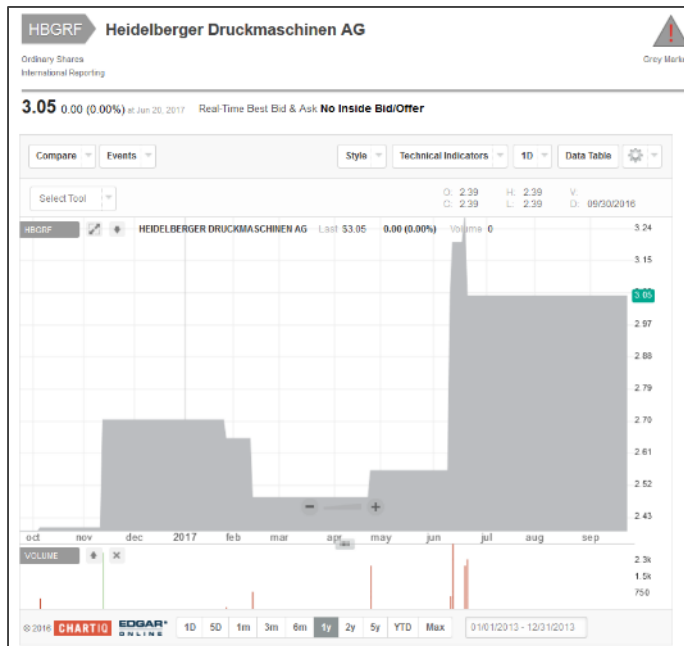 HBGRF Heidelberger Druckmaschinen AG
Ordinary Shares
International Reporting
Grey Marke
3.05 0.00 (0.00%) at Jun 20, 2017 Real-Time Best Bid & Ask No Inside Bid/Offer
Compare Events Style Technical Indicators 1D Data Table
Select Tool O: 2.39 H: 2.39 V:
C: 2.39 L: 2.39 D: 09/30/2016
HBGRF HEIDELBERGER DRUCKMASCHINEN AG Last $3.05 0.00 (0.00%) Volume 0
3.24
3.15
3.05
2.97
2.88
2.79
2.70
2.61
2.52
2.43
oct nov dec 2017 feb mar apr may jun jul aug sep
VOLUME
2.3k
1.5k
750
© 2016 CHARTIQ EDGAR ONLINE 1D 5D 1m 3m 6m 1y 2y 5y YTD Max 01/01/2013 - 12/31/2013